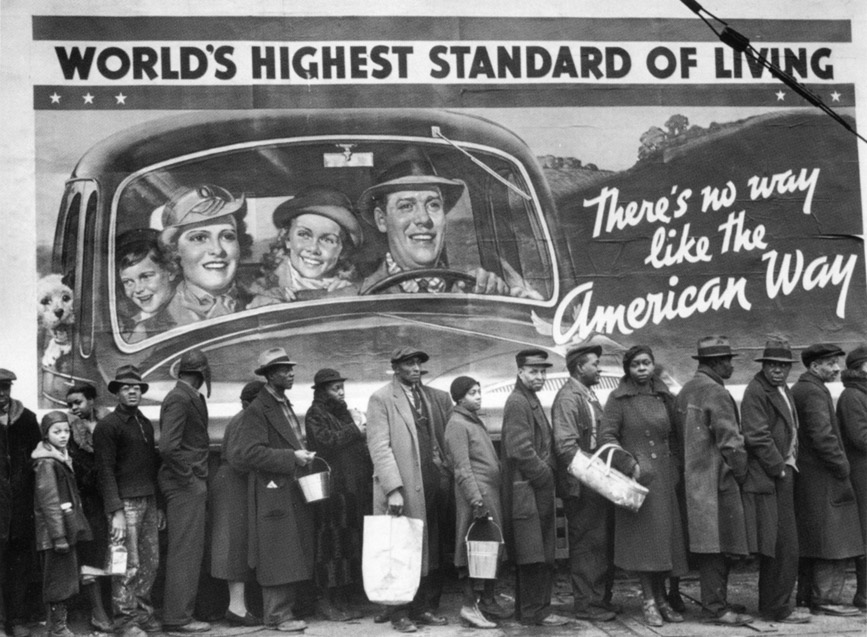 WORLD'S HIGHEST STANDARD OF LIVING
There's no way
like the
American Way